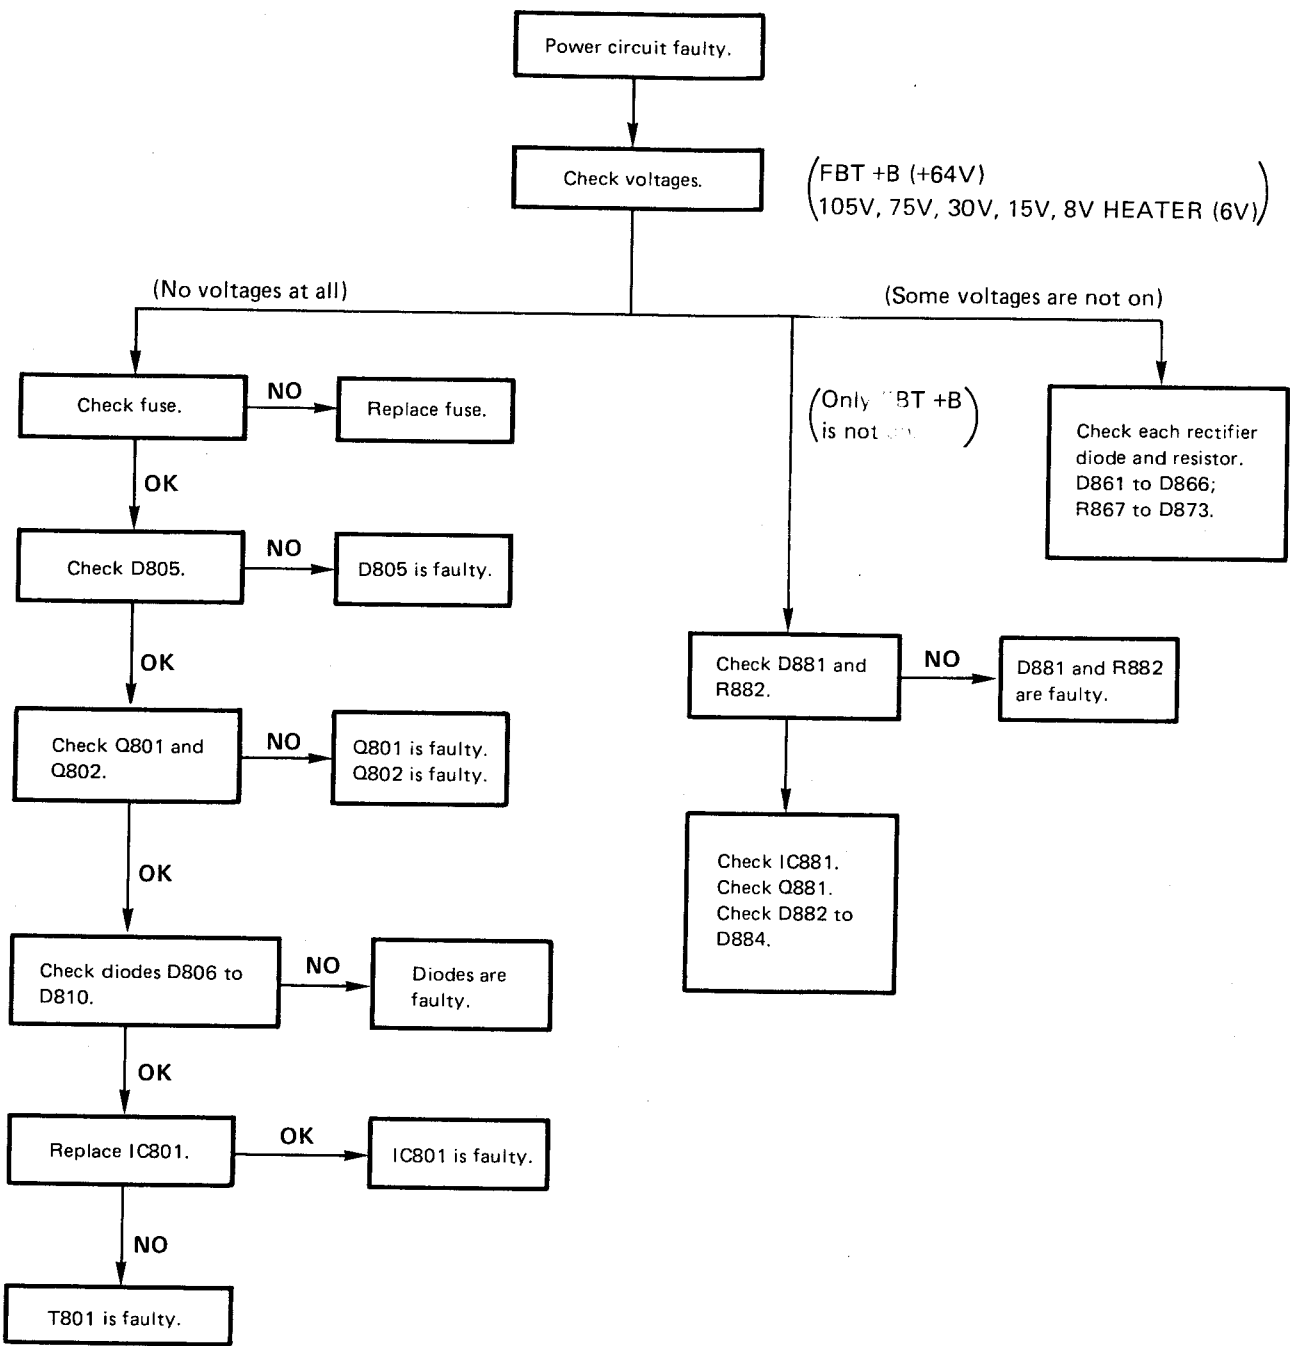 Power circuit faulty.
Check voltages.
FBT +B (+64V)
105V, 75V, 30V, 15V, 8V HEATER (6V)
(No voltages at all)
(Some voltages are not on)
Check fuse.
NO
Replace fuse.
(Only BT +B
is not
Check each rectifier
diode and resistor.
D861 to D866;
R867 to D873.
OK
Check D805.
NO
D805 is faulty.
OK
Check D881 and
R882.
NO
D881 and R882
are faulty.
Check Q801 and
Q802.
NO
Q801 is faulty.
Q802 is faulty.
OK
Check IC881.
Check Q881.
Check D882 to
D884.
Check diodes D806 to
D810.
NO
Diodes are
faulty.
OK
Replace IC801.
OK
IC801 is faulty.
NO
T801 is faulty.